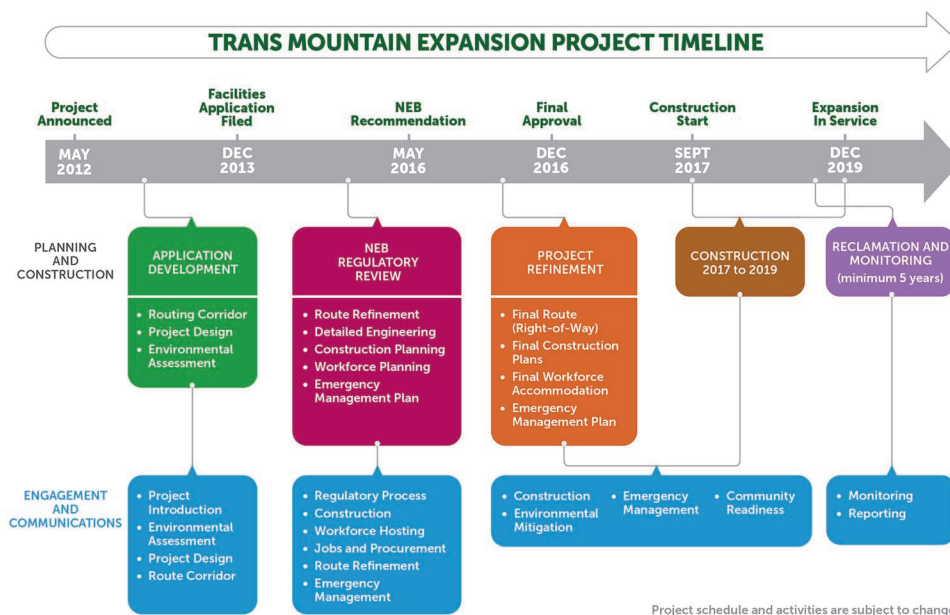 TRANS MOUNTAIN EXPANSION PROJECT TIMELINE
Project
Announced
Facilities
Application
Filed
NEB
Recommendation
Final
Approval
Construction
Start
Expansion
In Service
MAY
2012
DEC
2013
MAY
2016
DEC
2016
SEPT
2017
DEC
2019
PLANNING
AND
CONSTRUCTION
APPLICATION
DEVELOPMENT
• Routing Corridor
• Project Design
• Environmental
Assessment
NEB
REGULATORY
REVIEW
• Route Refinement
• Detailed Engineering
• Construction Planning
• Workforce Planning
• Emergency
Management Plan
PROJECT
REFINEMENT
• Final Route
(Right-of-Way)
• Final Construction
Plans
• Final Workforce
Accommodation
• Emergency
Management Plan
CONSTRUCTION
2017 to 2019
RECLAMATION AND
MONITORING
(minimum 5 years)
ENGAGEMENT
AND
COMMUNICATIONS
• Project
Introduction
• Environmental
Assessment
• Project Design
• Route Corridor
• Regulatory Process
• Construction
• Workforce Hosting
• Jobs and Procurement
• Route Refinement
• Emergency
Management
• Construction
• Environmental
Mitigation
• Emergency
Management
• Community
Readiness
• Monitoring
• Reporting
Project schedule and activities are subject to change